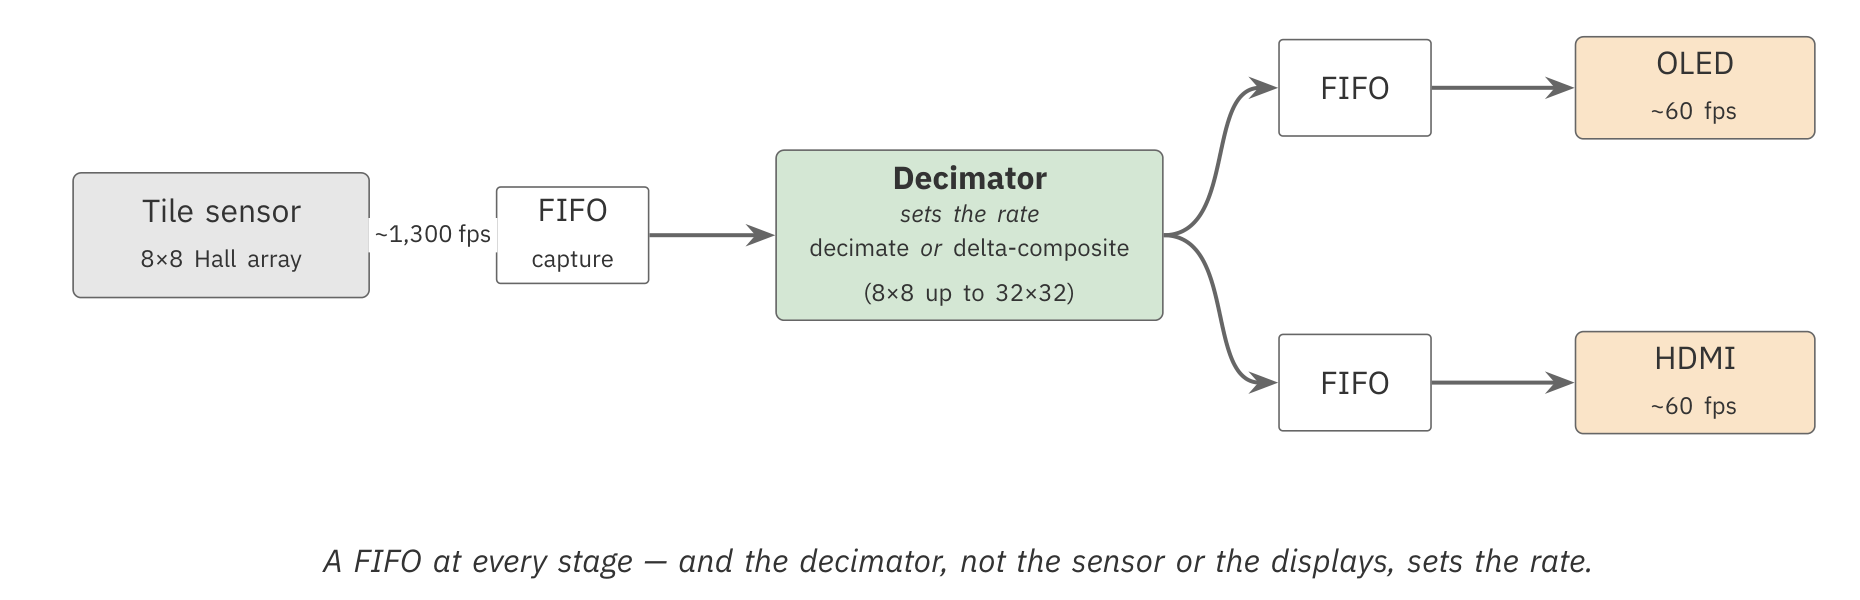 Tile sensor
8×8 Hall array
~1,300 fps
FIFO
capture
Decimator
sets the rate
decimate or delta-composite
(8×8 up to 32×32)
FIFO
OLED
~60 fps
FIFO
HDMI
~60 fps
A FIFO at every stage — and the decimator, not the sensor or the displays, sets the rate.